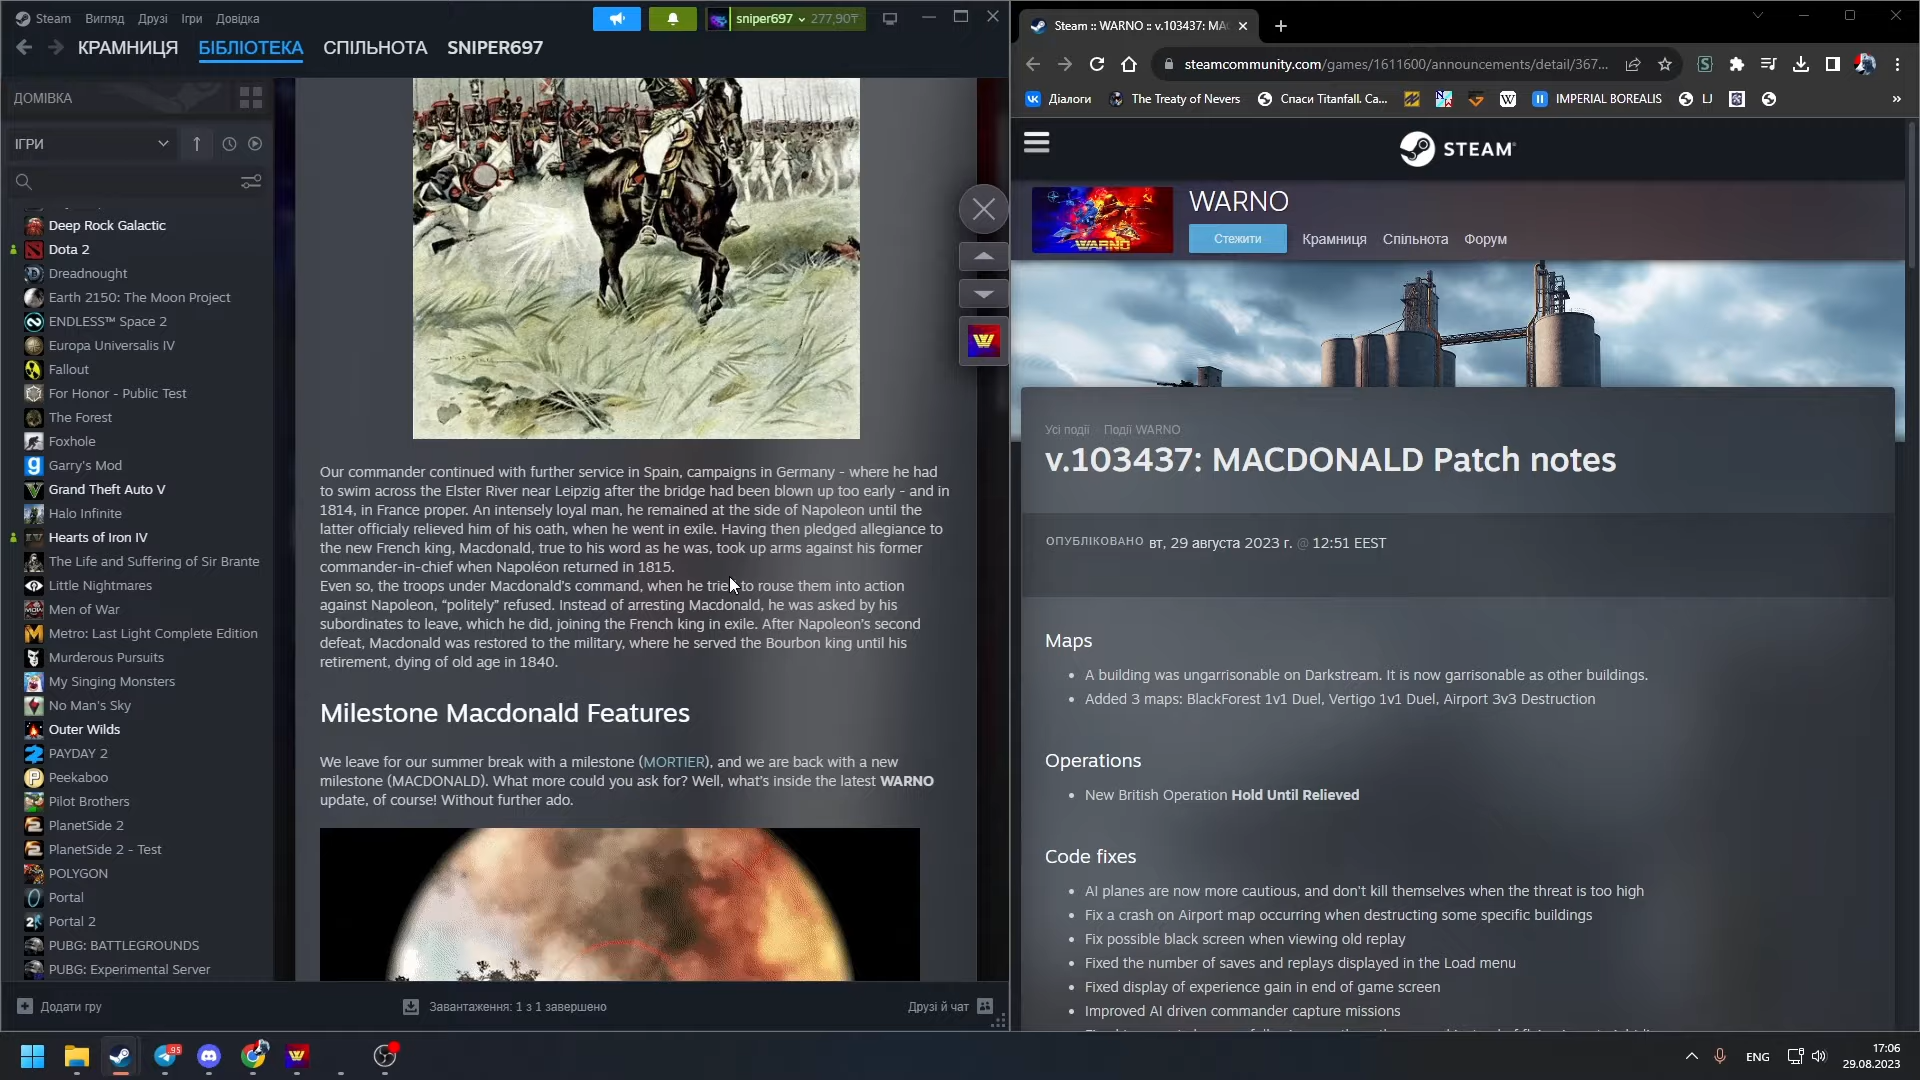 Steam Вигляд Друзі Ігри Довідка
sniper697 277,90₸
КРАМНИЦЯ БІБЛІОТЕКА СПІЛЬНОТА SNIPER697
ДОМІВКА
ІГРИ
Deep Rock Galactic
Dota 2
Dreadnought
Earth 2150: The Moon Project
ENDLESS™ Space 2
Europa Universalis IV
Fallout
For Honor - Public Test
The Forest
Foxhole
Garry's Mod
Grand Theft Auto V
Halo Infinite
Hearts of Iron IV
The Life and Suffering of Sir Brante
Little Nightmares
Men of War
Metro: Last Light Complete Edition
Murderous Pursuits
My Singing Monsters
No Man's Sky
Outer Wilds
PAYDAY 2
Peekaboo
Pilot Brothers
PlanetSide 2
PlanetSide 2 - Test
POLYGON
Portal
Portal 2
PUBG: BATTLEGROUNDS
PUBG: Experimental Server
Додати гру
Our commander continued with further service in Spain, campaigns in Germany - where he had
to swim across the Elster River near Leipzig after the bridge had been blown up too early - and in
1814, in France proper. An intensely loyal man, he remained at the side of Napoleon until the
latter officialy relieved him of his oath, when he went in exile. Having then pledged allegiance to
the new French king, Macdonald, true to his word as he was, took up arms against his former
commander-in-chief when Napoléon returned in 1815.
Even so, the troops under Macdonald's command, when he tried to rouse them into action
against Napoleon, “politely” refused. Instead of arresting Macdonald, he was asked by his
subordinates to leave, which he did, joining the French king in exile. After Napoleon's second
defeat, Macdonald was restored to the military, where he served the Bourbon king until his
retirement, dying of old age in 1840.
Milestone Macdonald Features
We leave for our summer break with a milestone (MORTIER), and we are back with a new
milestone (MACDONALD). What more could you ask for? Well, what's inside the latest WARNO
update, of course! Without further ado.
Завантаження: 1 з 1 завершено
Друзі й чат
Steam :: WARNO :: v.103437: MA
steamcommunity.com/games/1611600/announcements/detail/367...
Діалоги The Treaty of Nevers Спаси Titanfall. Ca... IMPERIAL BOREALIS IJ
STEAM
WARNO
WARNO
Стежити Крамниця Спільнота Форум
Усі події Події WARNO
v.103437: MACDONALD Patch notes
ОПУБЛІКОВАНО вт, 29 августа 2023 г. @ 12:51 EEST
Maps
• A building was ungarrisonable on Darkstream. It is now garrisonable as other buildings.
• Added 3 maps: BlackForest 1v1 Duel, Vertigo 1v1 Duel, Airport 3v3 Destruction
Operations
• New British Operation Hold Until Relieved
Code fixes
• AI planes are now more cautious, and don't kill themselves when the threat is too high
• Fix a crash on Airport map occurring when destructing some specific buildings
• Fix possible black screen when viewing old replay
• Fixed the number of saves and replays displayed in the Load menu
• Fixed display of experience gain in end of game screen
• Improved AI driven commander capture missions
95
ENG
17:06
29.08.2023